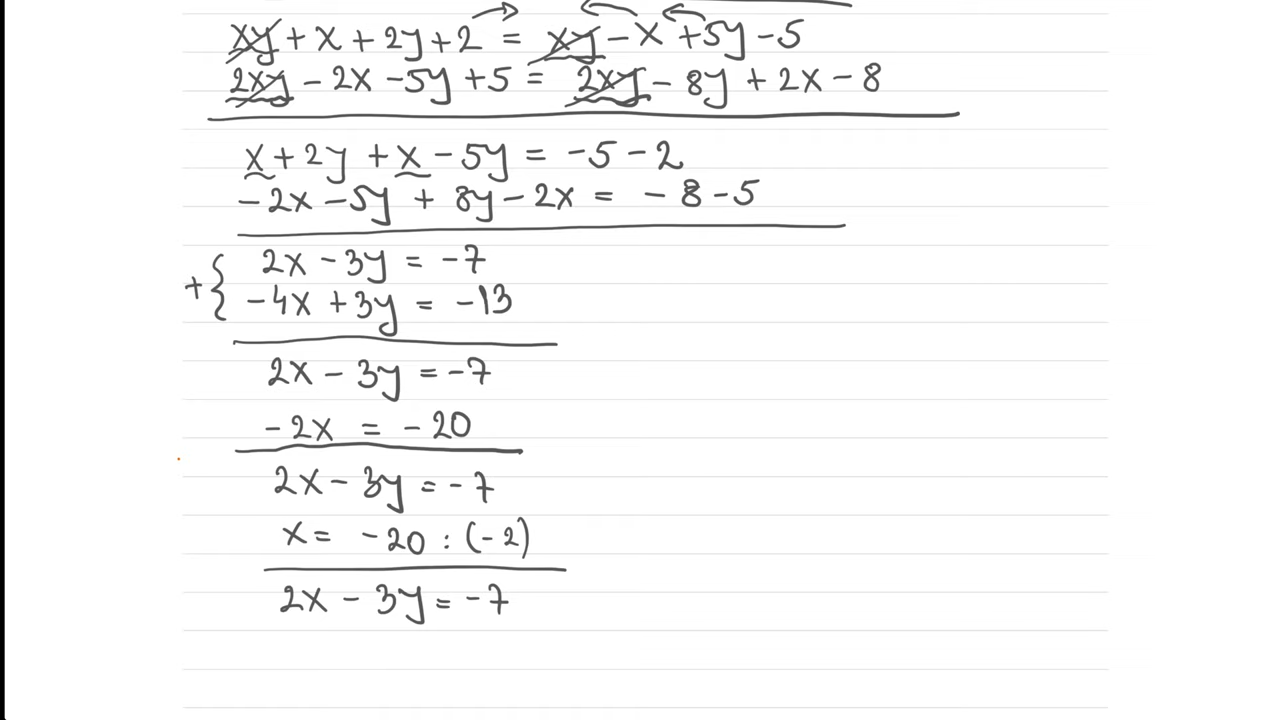 xy + x + 2y + 2 = xy - x + 5y - 5
2xy - 2x - 5y + 5 = 2xy - 8y + 2x - 8
x + 2y + x - 5y = -5 - 2
-2x - 5y + 8y - 2x = -8 - 5
2x - 3y = -7
+{ -4x + 3y = -13
2x - 3y = -7
-2x = -20
2x - 3y = -7
x = -20 : (-2)
2x - 3y = -7